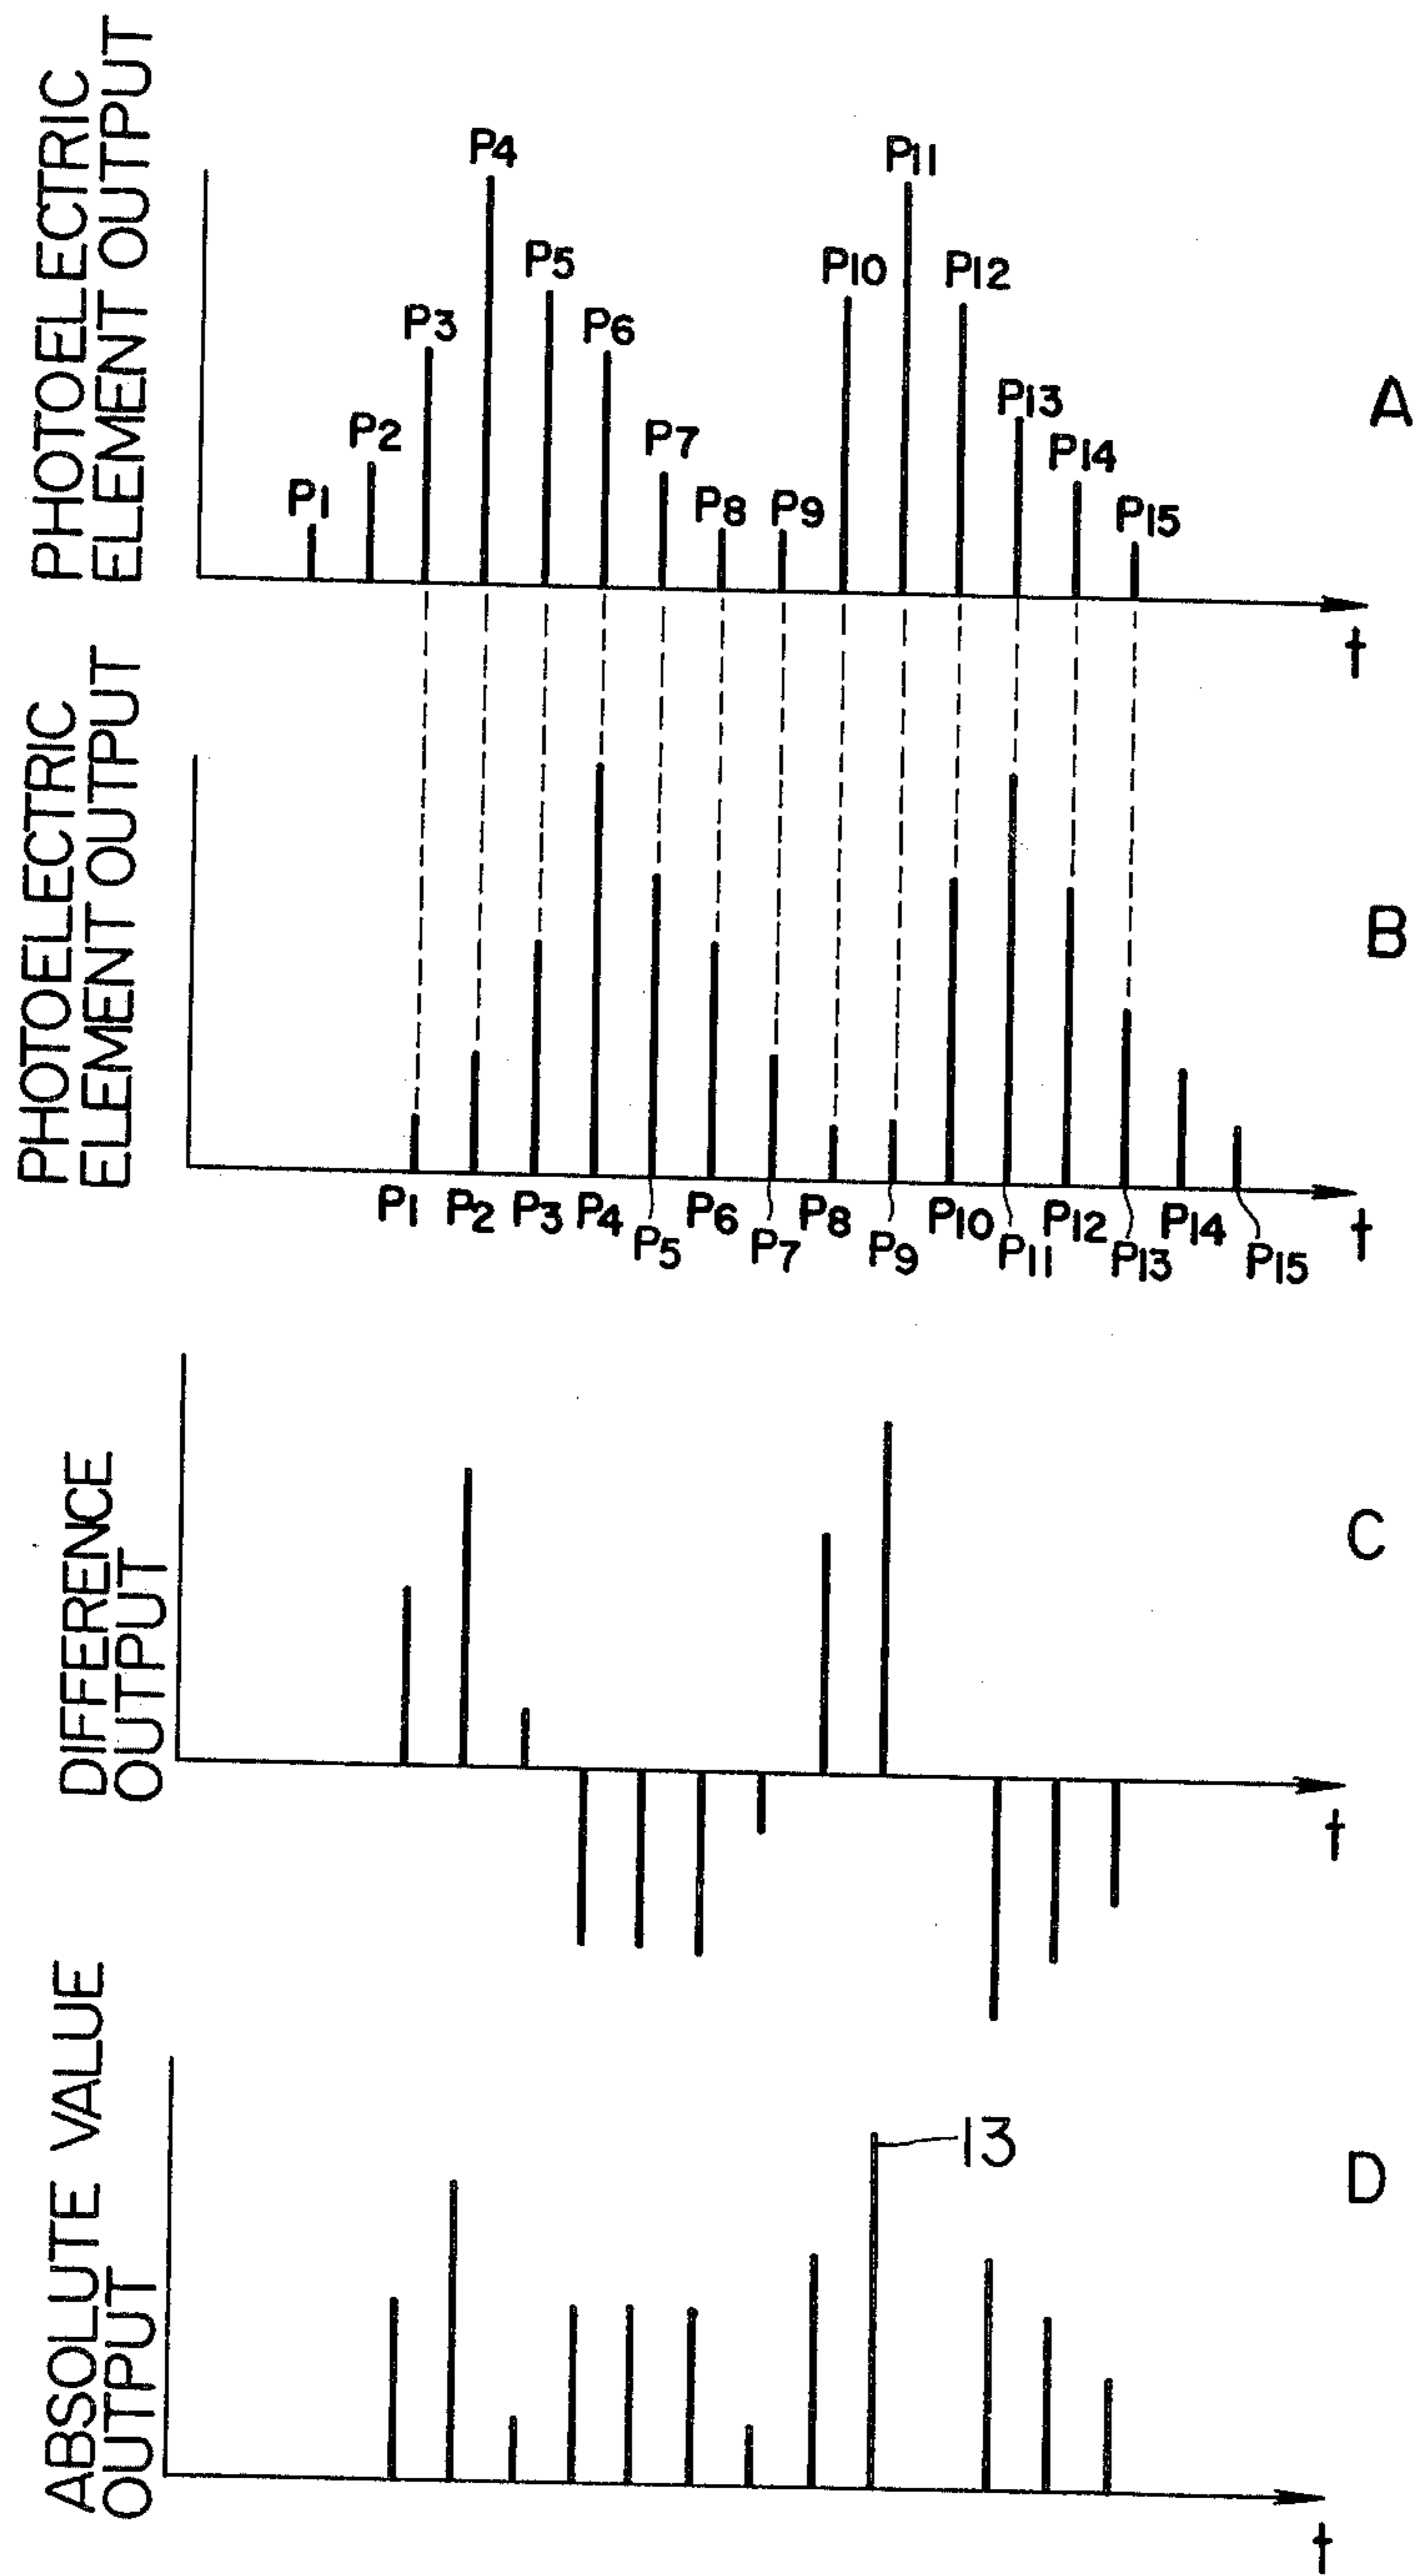 PHOTOELECTRIC
ELEMENT OUTPUT
P1
P2
P3
P4
P5
P6
P7
P8
P9
P10
P11
P12
P13
P14
P15
A
t
PHOTOELECTRIC
ELEMENT OUTPUT
B
P1
P2
P3
P4
P5
P6
P7
P8
P9
P10
P11
P12
P13
P14
P15
t
DIFFERENCE
OUTPUT
C
t
ABSOLUTE VALUE
OUTPUT
13
D
t